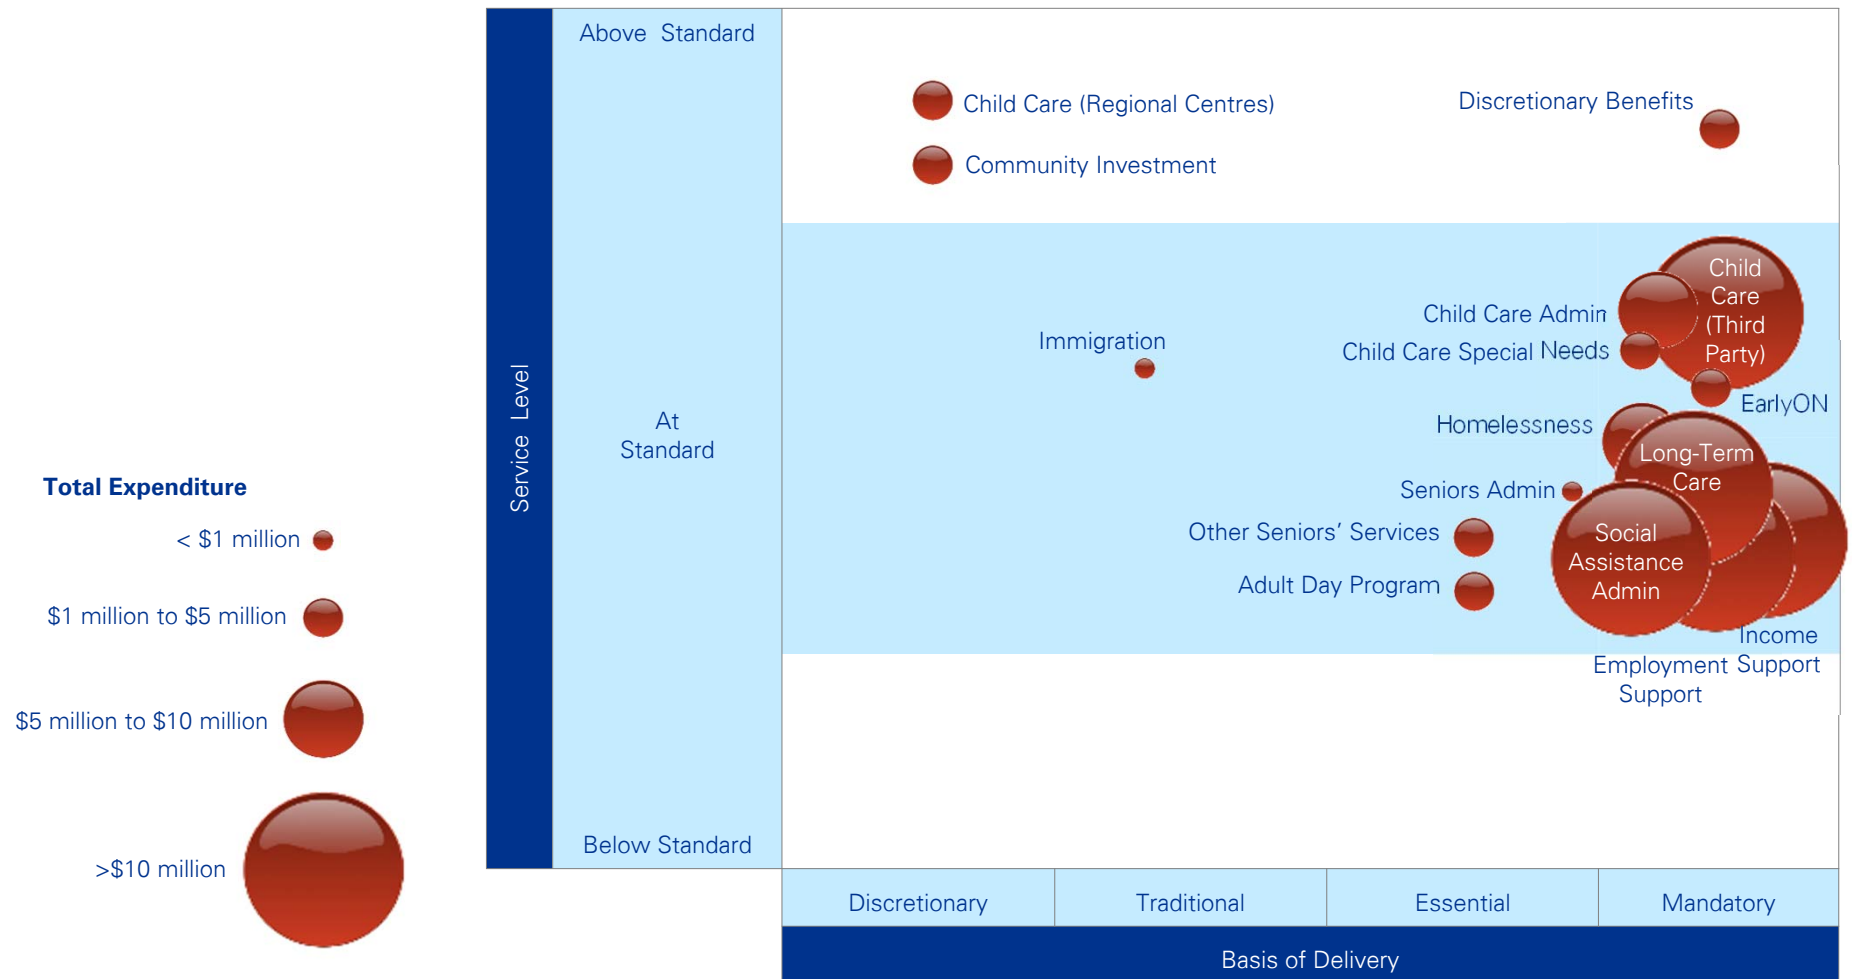 Above Standard
Child Care (Regional Centres)
Discretionary Benefits
Community Investment
Child
Care
(Third
Party)
Child Care Admin
Immigration
Child Care Special Needs
EarlyON
Service Level
At
Standard
Homelessness
Long-Term
Care
Total Expenditure
Seniors Admin
< $1 million
Other Seniors' Services
Social
Assistance
Admin
Adult Day Program
$1 million to $5 million
Income
Support
Employment
Support
$5 million to $10 million
Below Standard
>$10 million
Discretionary
Traditional
Essential
Mandatory
Basis of Delivery